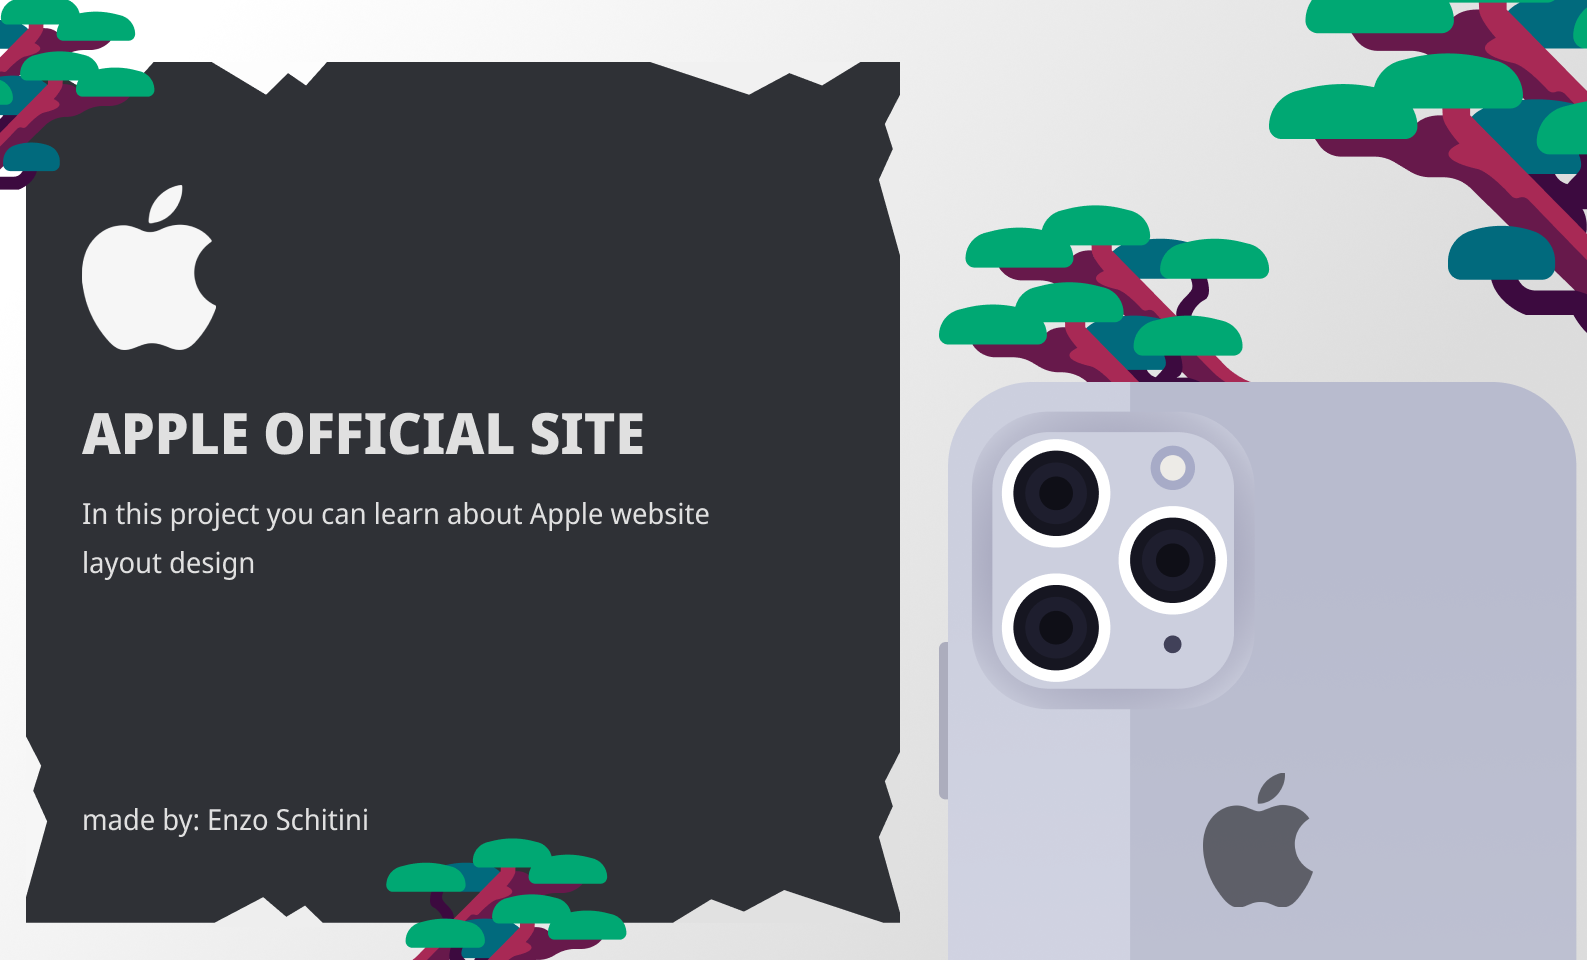 APPLE OFFICIAL SITE
In this project you can learn about Apple website
layout design
made by: Enzo Schitini